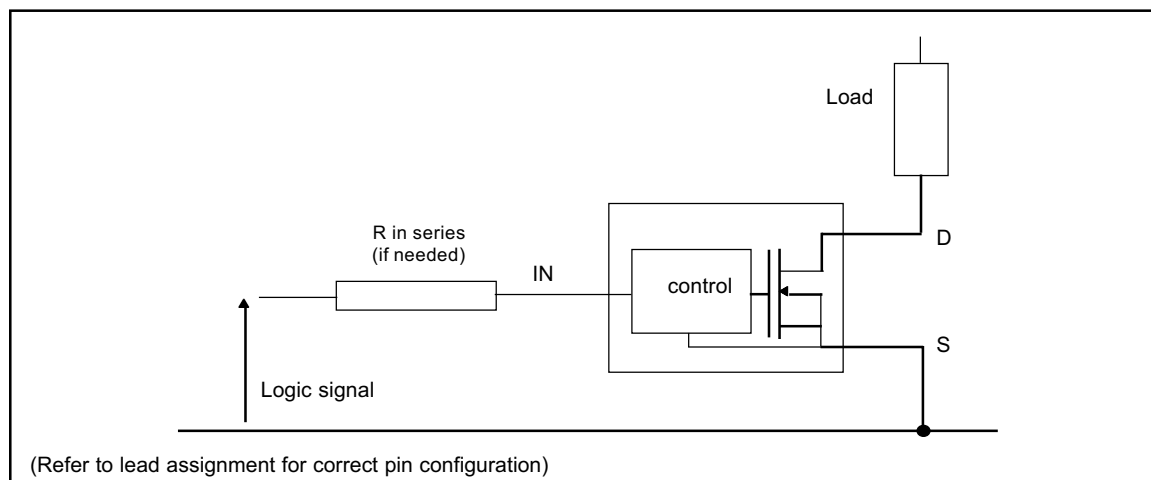 Load
R in series
(if needed)
IN
D
control
S
Logic signal
(Refer to lead assignment for correct pin configuration)